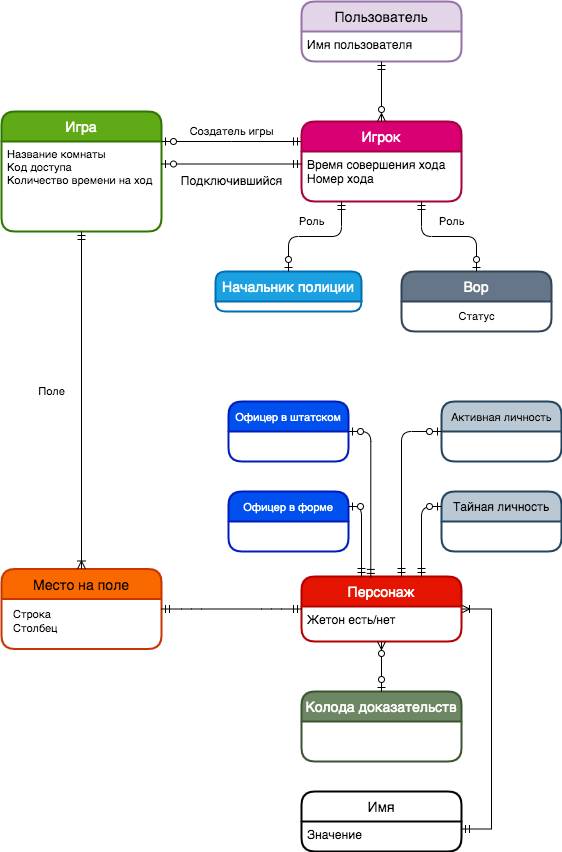 Пользователь
Имя пользователя
Игра
Название комнаты
Код доступа
Количество времени на ход
Создатель игры
Подключившийся
Игрок
Время совершения хода
Номер хода
Роль
Роль
Начальник полиции
Вор
Статус
Поле
Офицер в штатском
Активная личность
Офицер в форме
Тайная личность
Место на поле
Строка
Столбец
Персонаж
Жетон есть/нет
Колода доказательств
Имя
Значение